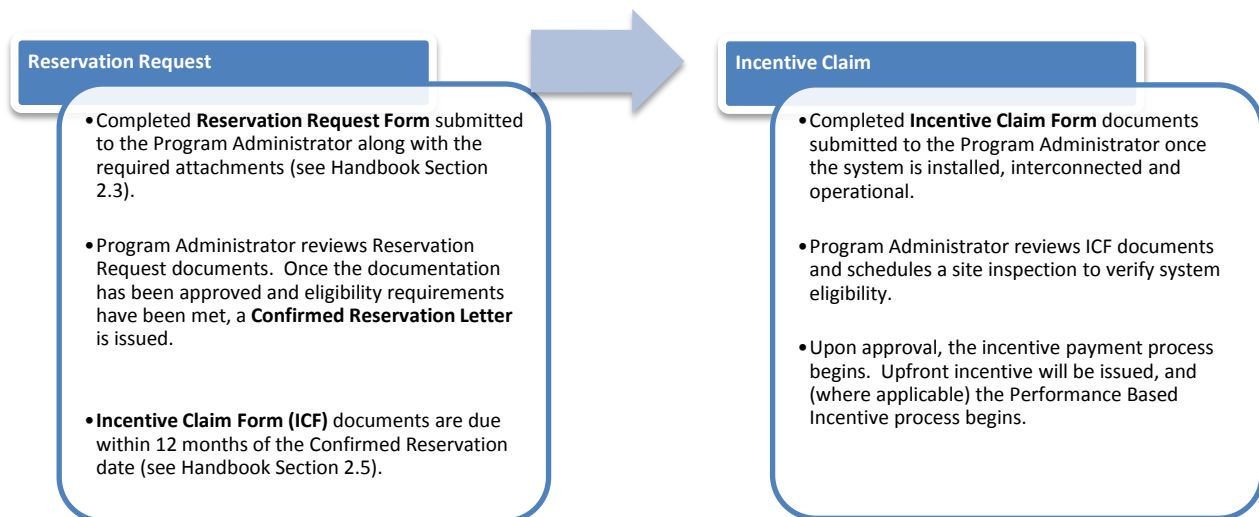 Reservation Request
•Completed Reservation Request Form submitted
to the Program Administrator along with the
required attachments (see Handbook Section
2.3).
•Program Administrator reviews Reservation
Request documents.  Once the documentation
has been approved and eligibility requirements
have been met, a Confirmed Reservation Letter
is issued.
•Incentive Claim Form (ICF) documents are due
within 12 months of the Confirmed Reservation
date (see Handbook Section 2.5).
Incentive Claim
•Completed Incentive Claim Form documents
submitted to the Program Administrator once
the system is installed, interconnected and
operational.
•Program Administrator reviews ICF documents
and schedules a site inspection to verify system
eligibility.
•Upon approval, the incentive payment process
begins.  Upfront incentive will be issued, and
(where applicable) the Performance Based
Incentive process begins.